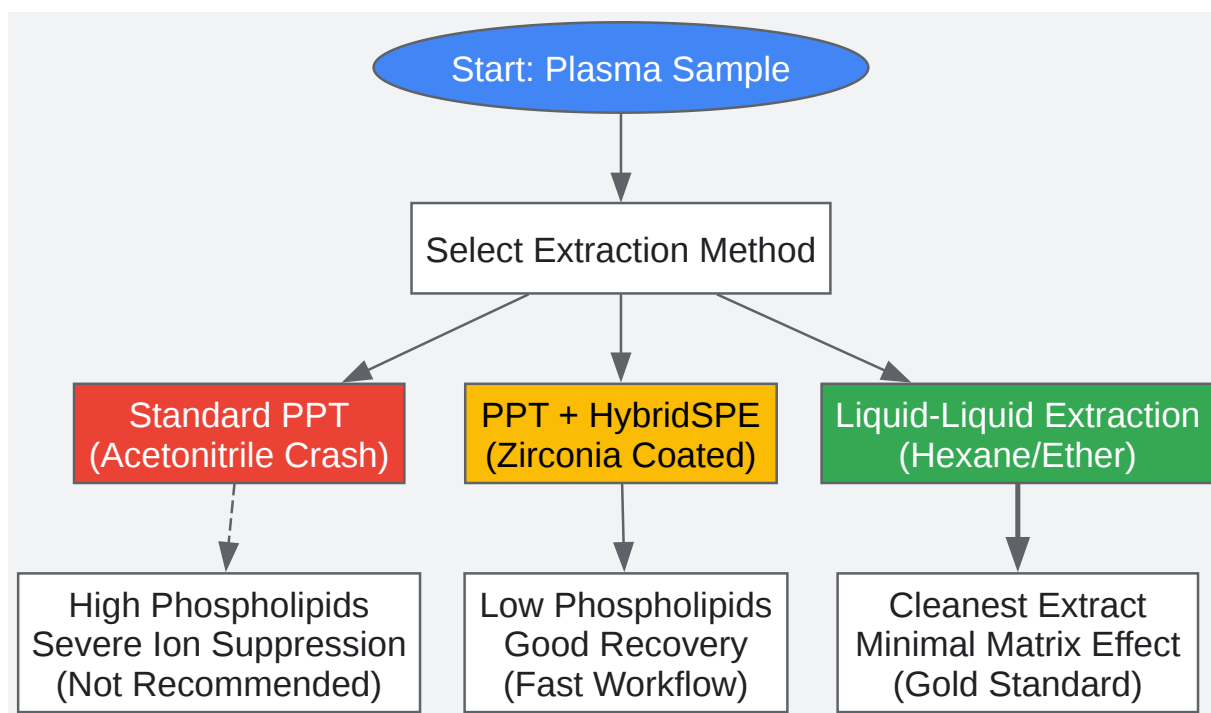 Start: Plasma Sample
Select Extraction Method
Standard PPT
(Acetonitrile Crash)
PPT + HybridSPE
(Zirconia Coated)
Liquid-Liquid Extraction
(Hexane/Ether)
High Phospholipids
Severe Ion Suppression
(Not Recommended)
Low Phospholipids
Good Recovery
(Fast Workflow)
Cleanest Extract
Minimal Matrix Effect
(Gold Standard)